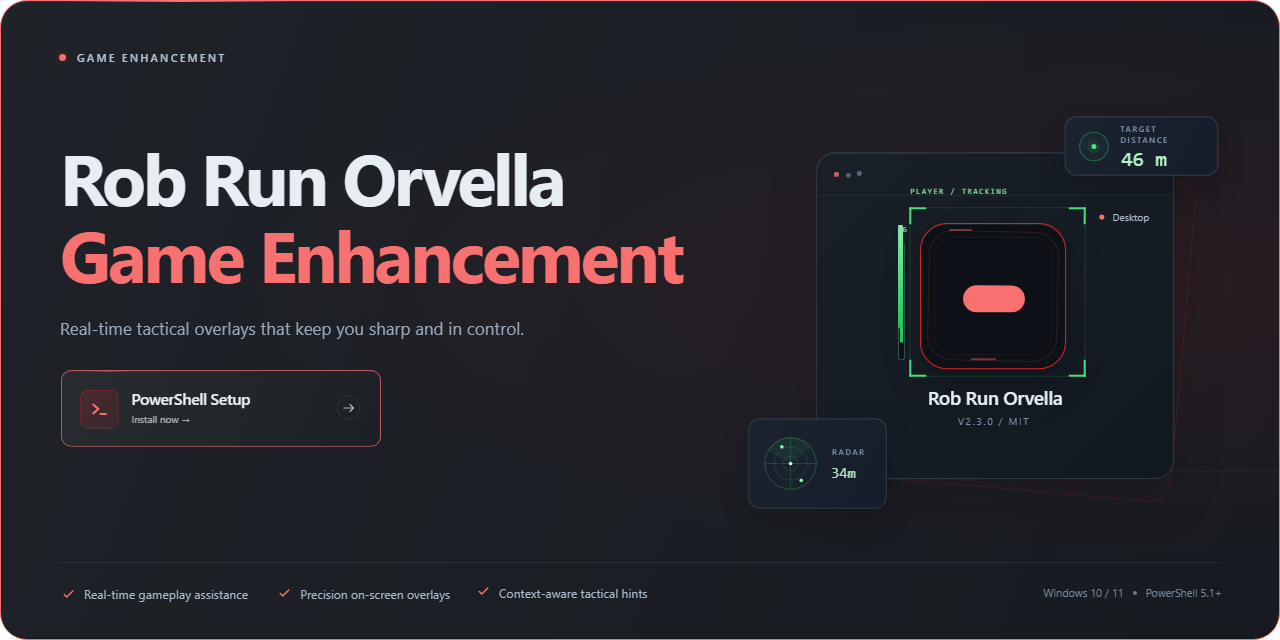 GAME ENHANCEMENT
Rob Run Orvella
Game Enhancement
Real-time tactical overlays that keep you sharp and in control.
PowerShell Setup
Install now →
TARGET
DISTANCE
46 m
PLAYER / TRACKING
Desktop
Rob Run Orvella
V2.3.0 / MIT
RADAR
34m
Real-time gameplay assistance
Precision on-screen overlays
Context-aware tactical hints
Windows 10 / 11 • PowerShell 5.1+